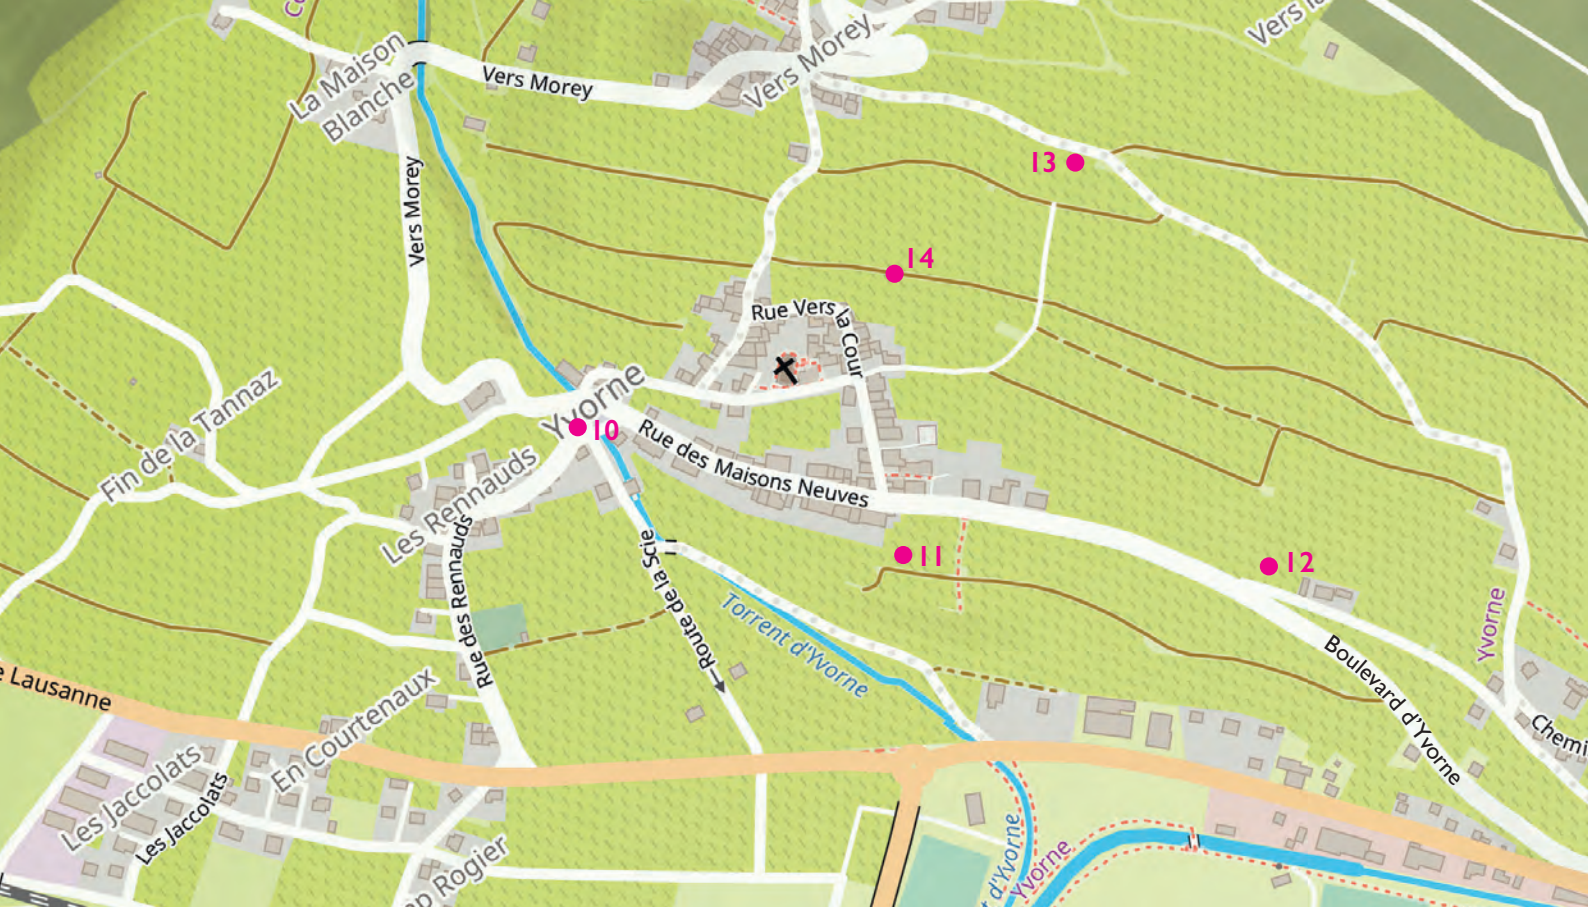 Vers Morey
La Maison
Blanche
Vers Morey
Vers Morey
13
14
Rue Vers
la Cour
Yvorne
10
Rue des Maisons Neuves
Fin de la Tannaz
Les Rennauds
Rue des Rennauds
Route de la Scie
Torrent d'Yvorne
11
12
Yvorne
Boulevard d'Yvorne
Chemi
Lausanne
En Courtenaux
Les Jaccolats
Les Jaccolats
Rogier
d'Yvorne
Yvorne